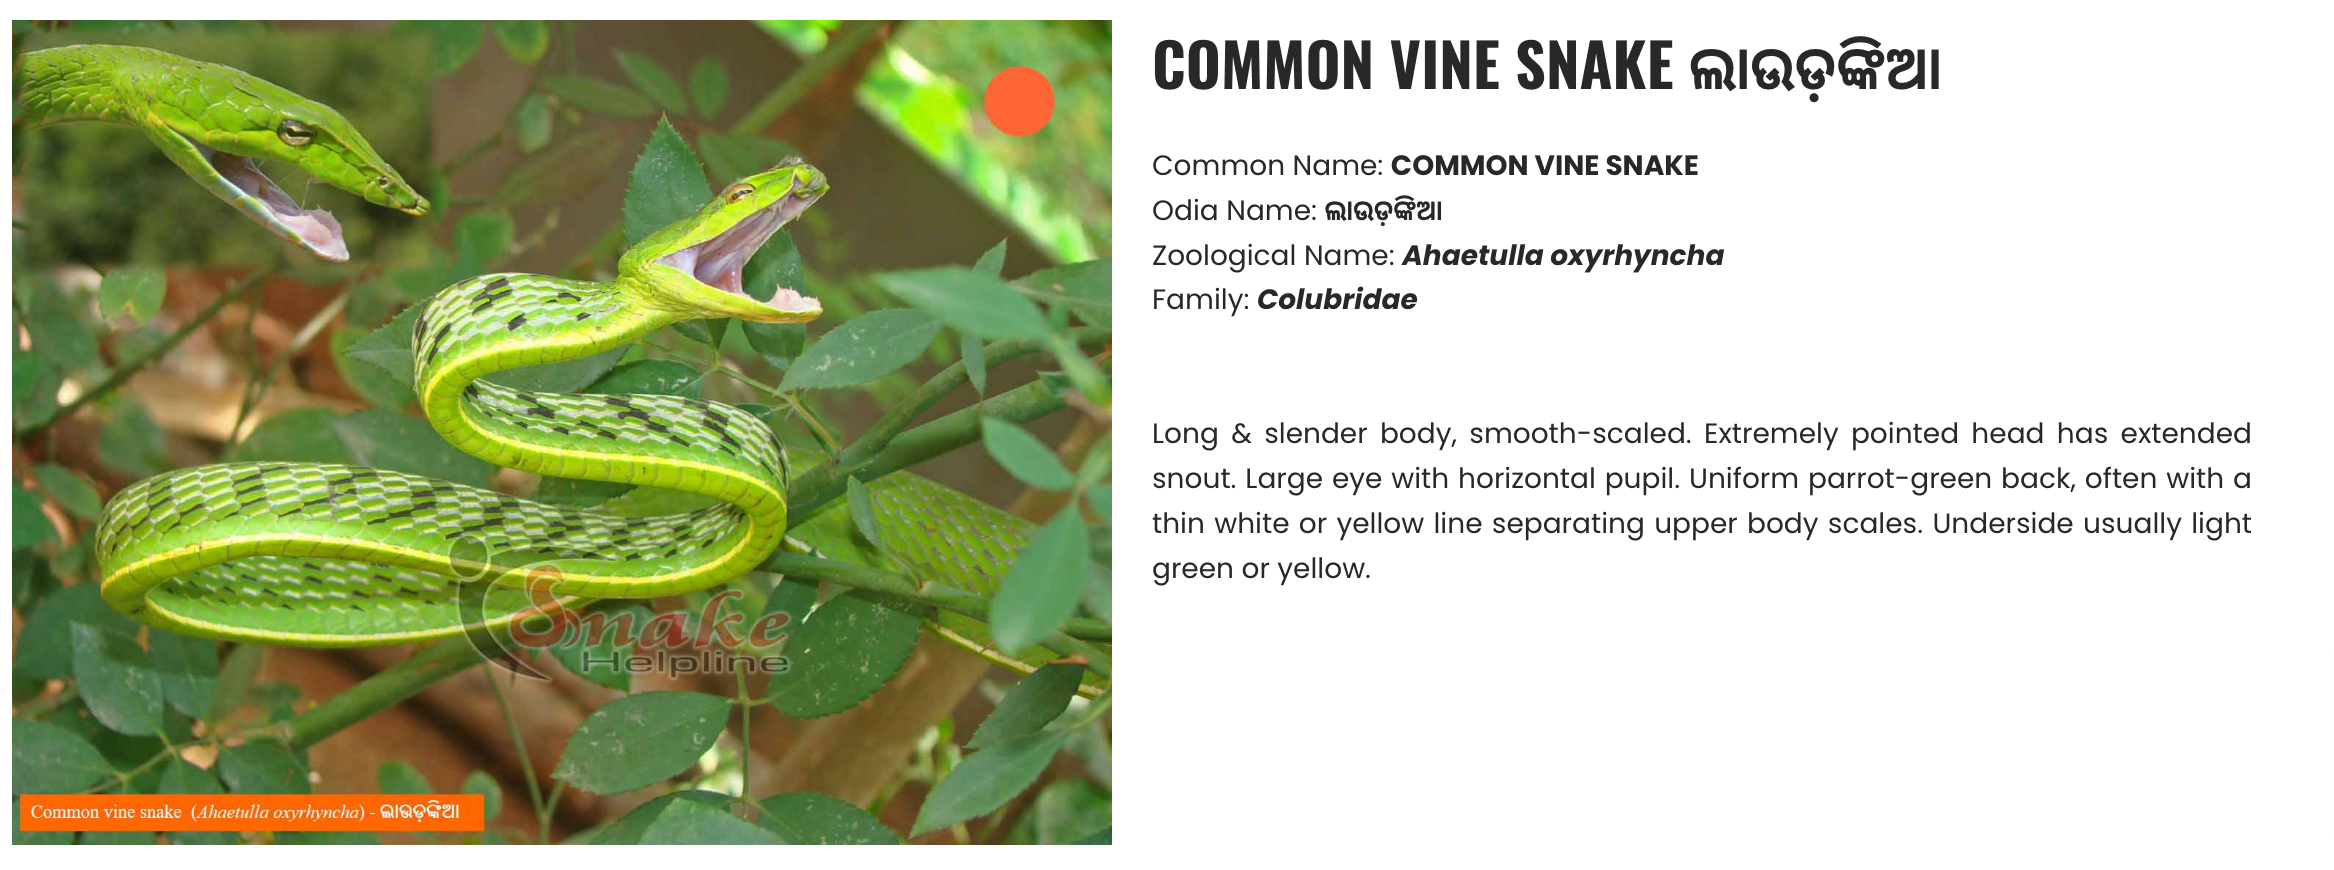 COMMON VINE SNAKE ଲାଉଡ଼ଙ୍କିଆ
Common Name: COMMON VINE SNAKE
Odia Name: ଲାଉଡ଼ଙ୍କିଆ
Zoological Name: Ahaetulla oxyrhyncha
Family: Colubridae
Long & slender body, smooth-scaled. Extremely pointed head has extended
snout. Large eye with horizontal pupil. Uniform parrot-green back, often with a
thin white or yellow line separating upper body scales. Underside usually light
green or yellow.
Snake
Helpline
Common vine snake (Ahaetulla oxyrhyncha) - ଲାଉଡ଼ଙ୍କିଆ